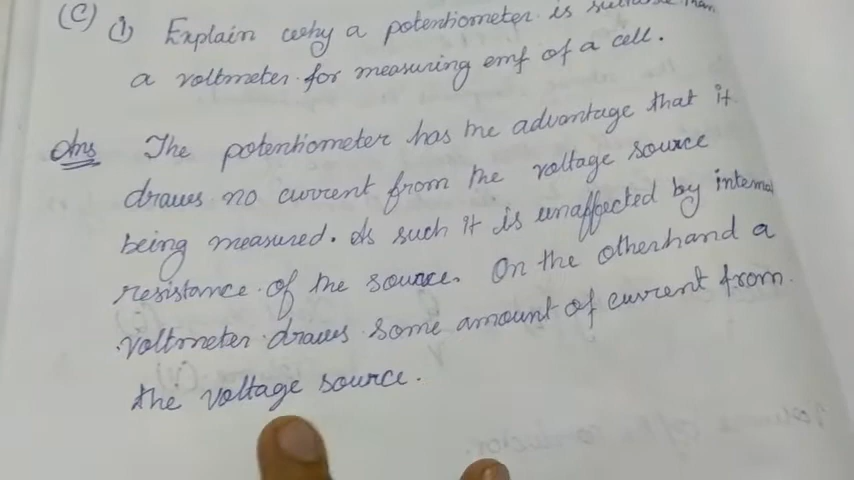 (C) (i) Explain why a potentiometer is than
a voltmeter for measuring emf of a cell.
Ans The potentiometer has the advantage that it
draws no current from the voltage source
being measured. As such it is unaffected by internal
resistance of the source. On the otherhand a
voltmeter draws some amount of current from
the voltage source.